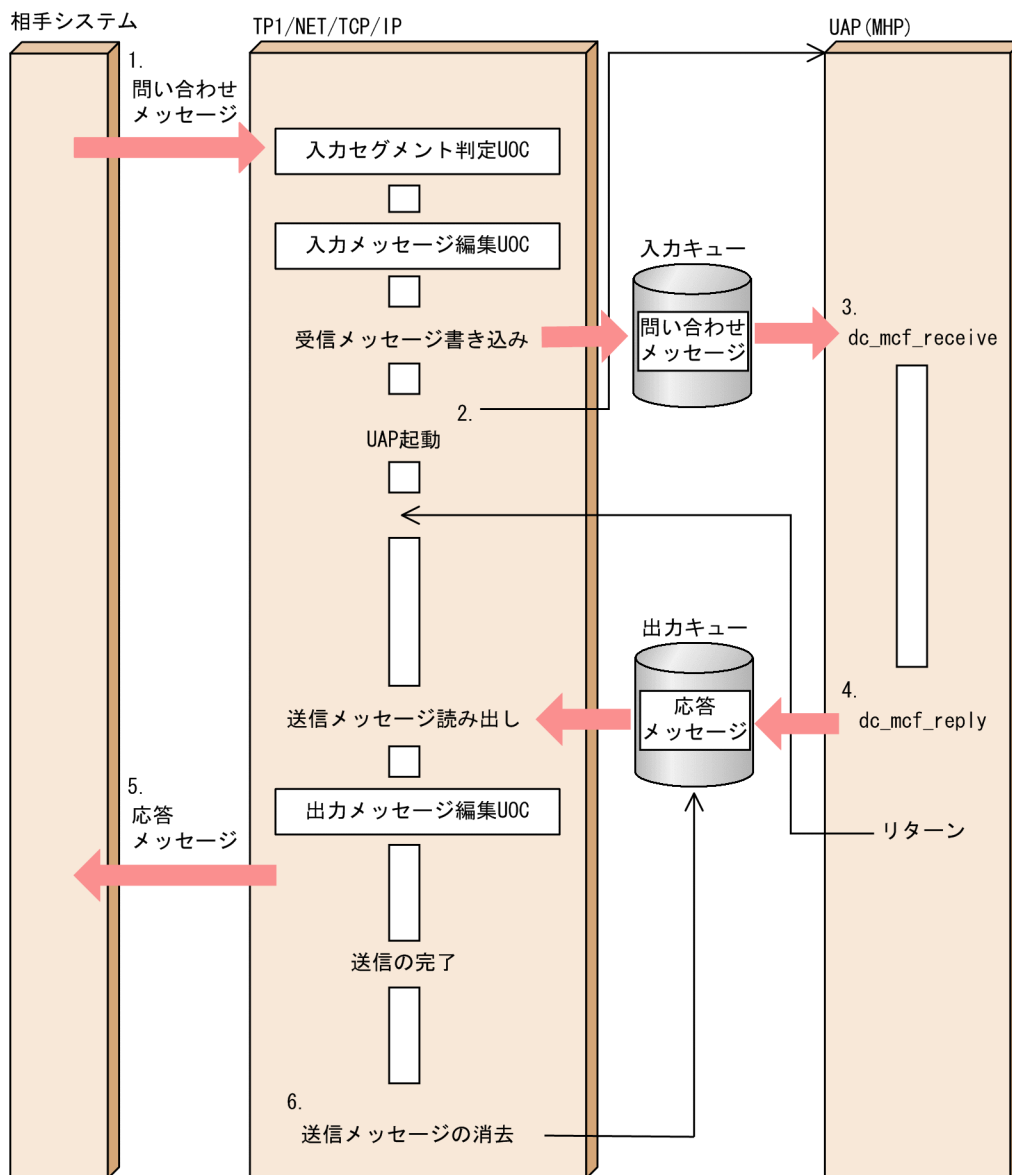 相手システム
TP1/NET/TCP/IP
UAP(MHP)
1.
問い合わせ
メッセージ
入力セグメント判定UOC
入力メッセージ編集UOC
入力キュー
受信メッセージ書き込み
問い合わせ
メッセージ
3.
dc_mcf_receive
2.
UAP起動
出力キュー
送信メッセージ読み出し
応答
メッセージ
4.
dc_mcf_reply
5.
応答
メッセージ
出力メッセージ編集UOC
リターン
送信の完了
6.
送信メッセージの消去